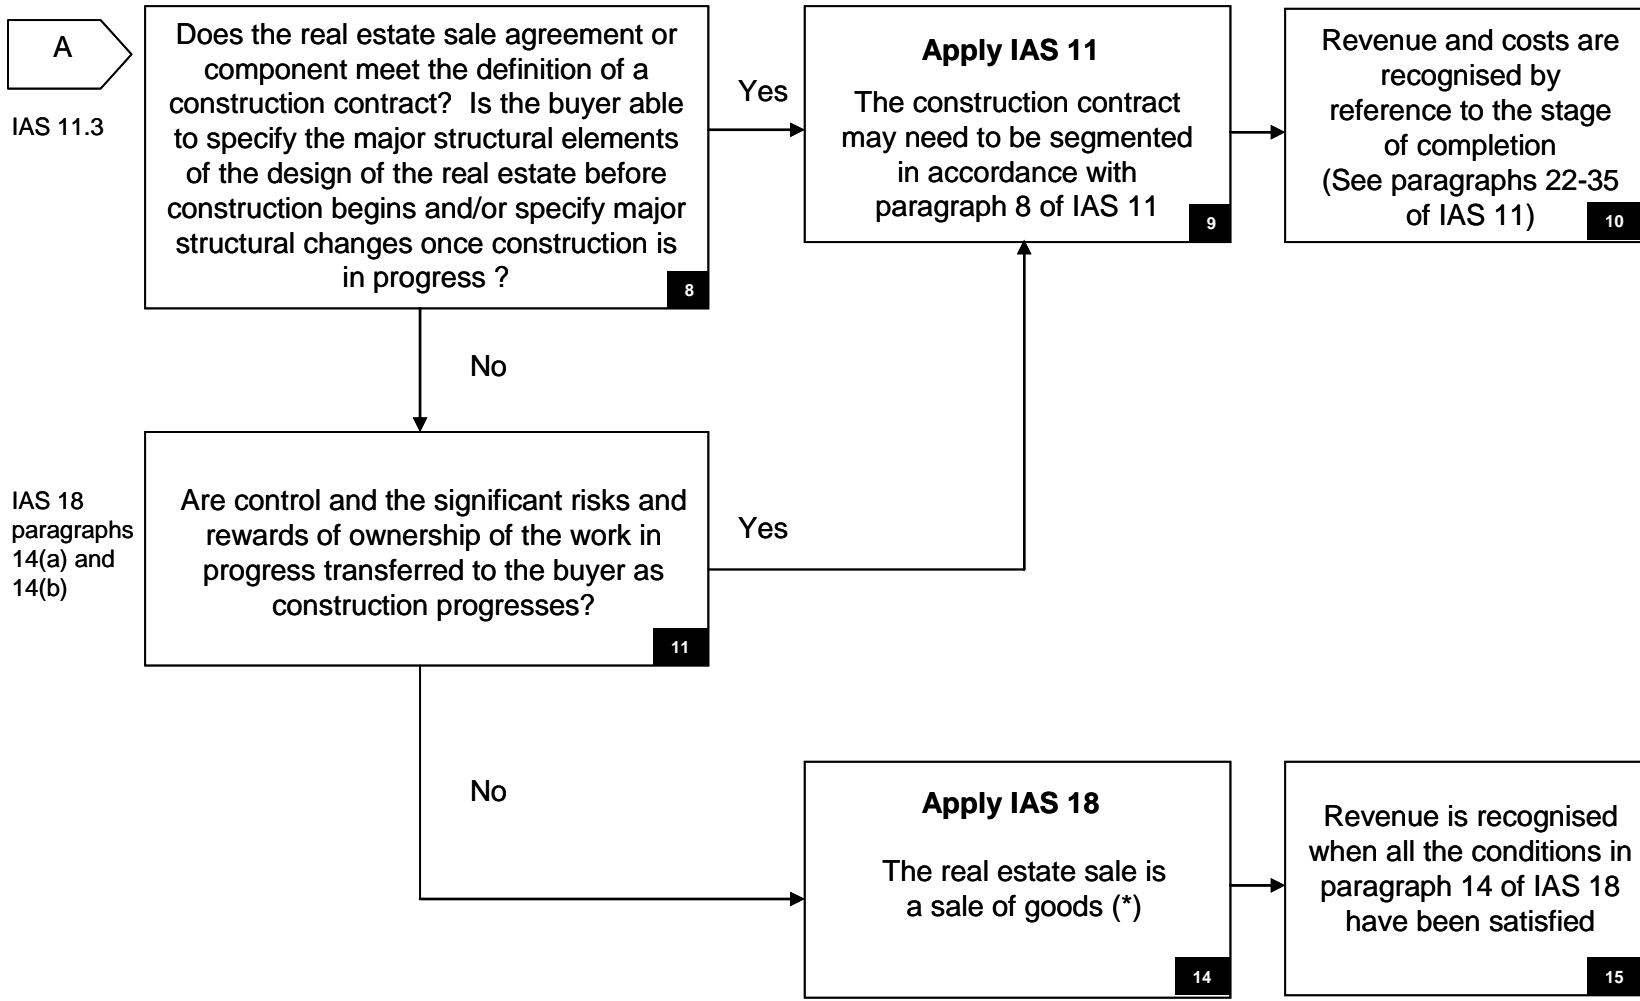 A
IAS 11.3
Does the real estate sale agreement or
component meet the definition of a
construction contract?  Is the buyer able
to specify the major structural elements
of the design of the real estate before
construction begins and/or specify major
structural changes once construction is
in progress ?
8
Yes
No
Apply IAS 11
The construction contract
may need to be segmented
in accordance with
paragraph 8 of IAS 11
9
Revenue and costs are
recognised by
reference to the stage
of completion
(See paragraphs 22-35
of IAS 11)
10
IAS 18
paragraphs
14(a) and
14(b)
Are control and the significant risks and
rewards of ownership of the work in
progress transferred to the buyer as
construction progresses?
11
Yes
No
Apply IAS 18
The real estate sale is
a sale of goods (*)
14
Revenue is recognised
when all the conditions in
paragraph 14 of IAS 18
have been satisfied
15